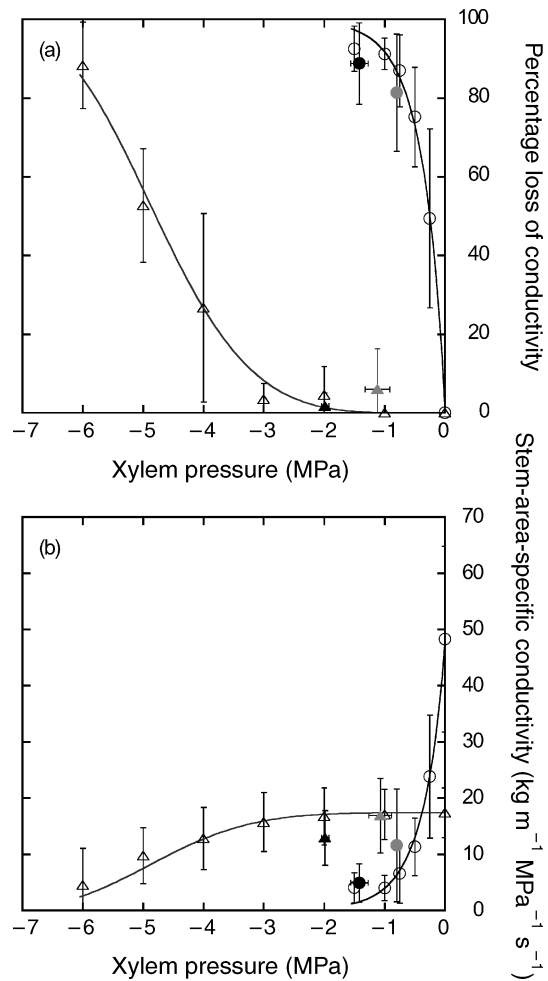 (a)
100
80
60
40
20
0
Percentage loss of conductivity
−7 −6 −5 −4 −3 −2 −1 0
Xylem pressure (MPa)
(b)
70
60
50
40
30
20
10
0
Stem-area-specific conductivity (kg m−1 MPa−1 s−1)
−7 −6 −5 −4 −3 −2 −1 0
Xylem pressure (MPa)